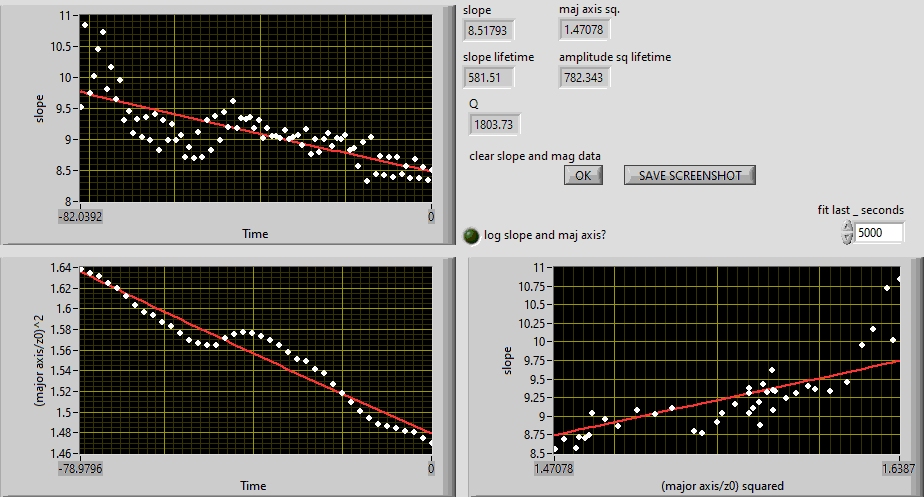 slope
8.51793
maj axis sq.
1.47078
slope lifetime
581.51
amplitude sq lifetime
782.343
Q
1803.73
clear slope and mag data
OK
SAVE SCREENSHOT
fit last _ seconds
5000
log slope and maj axis?
slope
11
10.5
10
9.5
9
8.5
8
-82.0392
0
Time
(major axis/z0)^2
1.64
1.62
1.6
1.58
1.56
1.54
1.52
1.5
1.48
1.46
-78.9796
0
Time
slope
11
10.75
10.5
10.25
10
9.75
9.5
9.25
9
8.75
8.5
1.47078
1.6387
(major axis/z0) squared